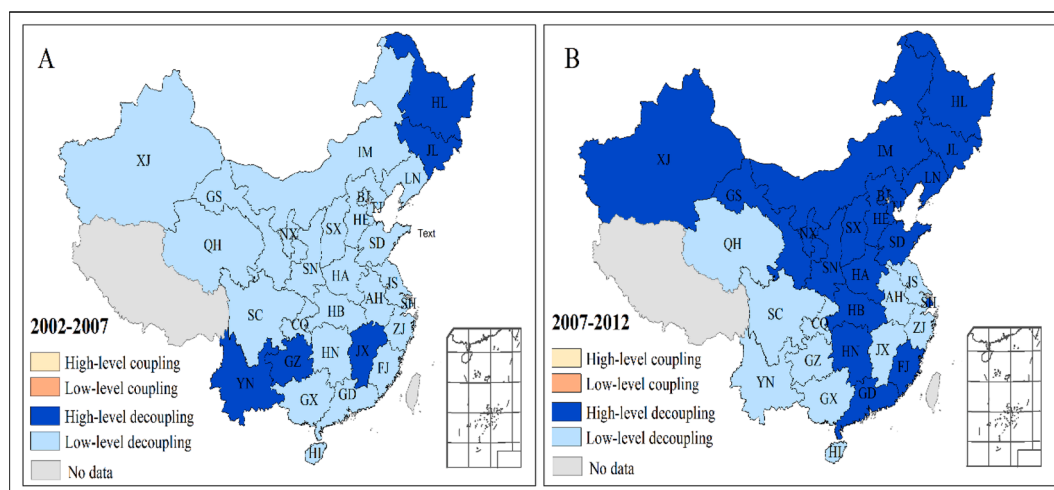 A
HL
JL
XJ
IM
LN
GS
BJ
TJ
HE
NX
SX
SD
Text
QH
SN
HA
JS
AH
SH
SC
HB
CQ
ZJ
2002-2007
HN
JX
GZ
FJ
YN
GX
GD
HI
High-level coupling
Low-level coupling
High-level decoupling
Low-level decoupling
No data
B
HL
JL
XJ
IM
LN
GS
BJ
TJ
HE
NX
SX
SD
QH
SN
HA
JS
AH
SH
SC
HB
CQ
ZJ
2007-2012
HN
JX
GZ
FJ
YN
GX
GD
HI
High-level coupling
Low-level coupling
High-level decoupling
Low-level decoupling
No data